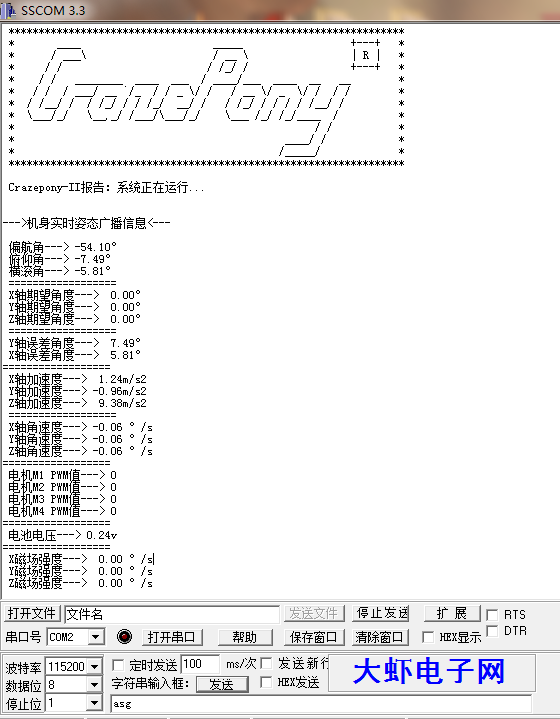 SSCOM 3.3
CrazePony
R
Crazepony-II报告: 系统正在运行...
--->机身实时姿态广播信息<---
偏航角---> -54.10°
俯仰角---> -7.49°
横滚角---> -5.81°
==================
X轴期望角度---> 0.00°
Y轴期望角度---> 0.00°
Z轴期望角度---> 0.00°
==================
Y轴误差角度---> 7.49°
X轴误差角度---> 5.81°
==================
X轴加速度---> 1.24m/s2
Y轴加速度---> -0.96m/s2
Z轴加速度---> 9.38m/s2
==================
X轴角速度---> -0.06 ° /s
Y轴角速度---> -0.06 ° /s
Z轴角速度---> -0.06 ° /s
==================
电机M1 PWM值---> 0
电机M2 PWM值---> 0
电机M3 PWM值---> 0
电机M4 PWM值---> 0
==================
电池电压---> 0.24v
==================
X磁场强度---> 0.00 ° /s
Y磁场强度---> 0.00 ° /s
Z磁场强度---> 0.00 ° /s
打开文件 文件名 发送文件 停止发送 扩 展 RTS
串口号 COM2 打开串口 帮助 保存窗口 清除窗口 HEX显示 DTR
波特率 115200 定时发送 100 ms/次 发送新行
数据位 8 字符串输入框: 发送 HEX发送
停止位 1 asg
大虾电子网